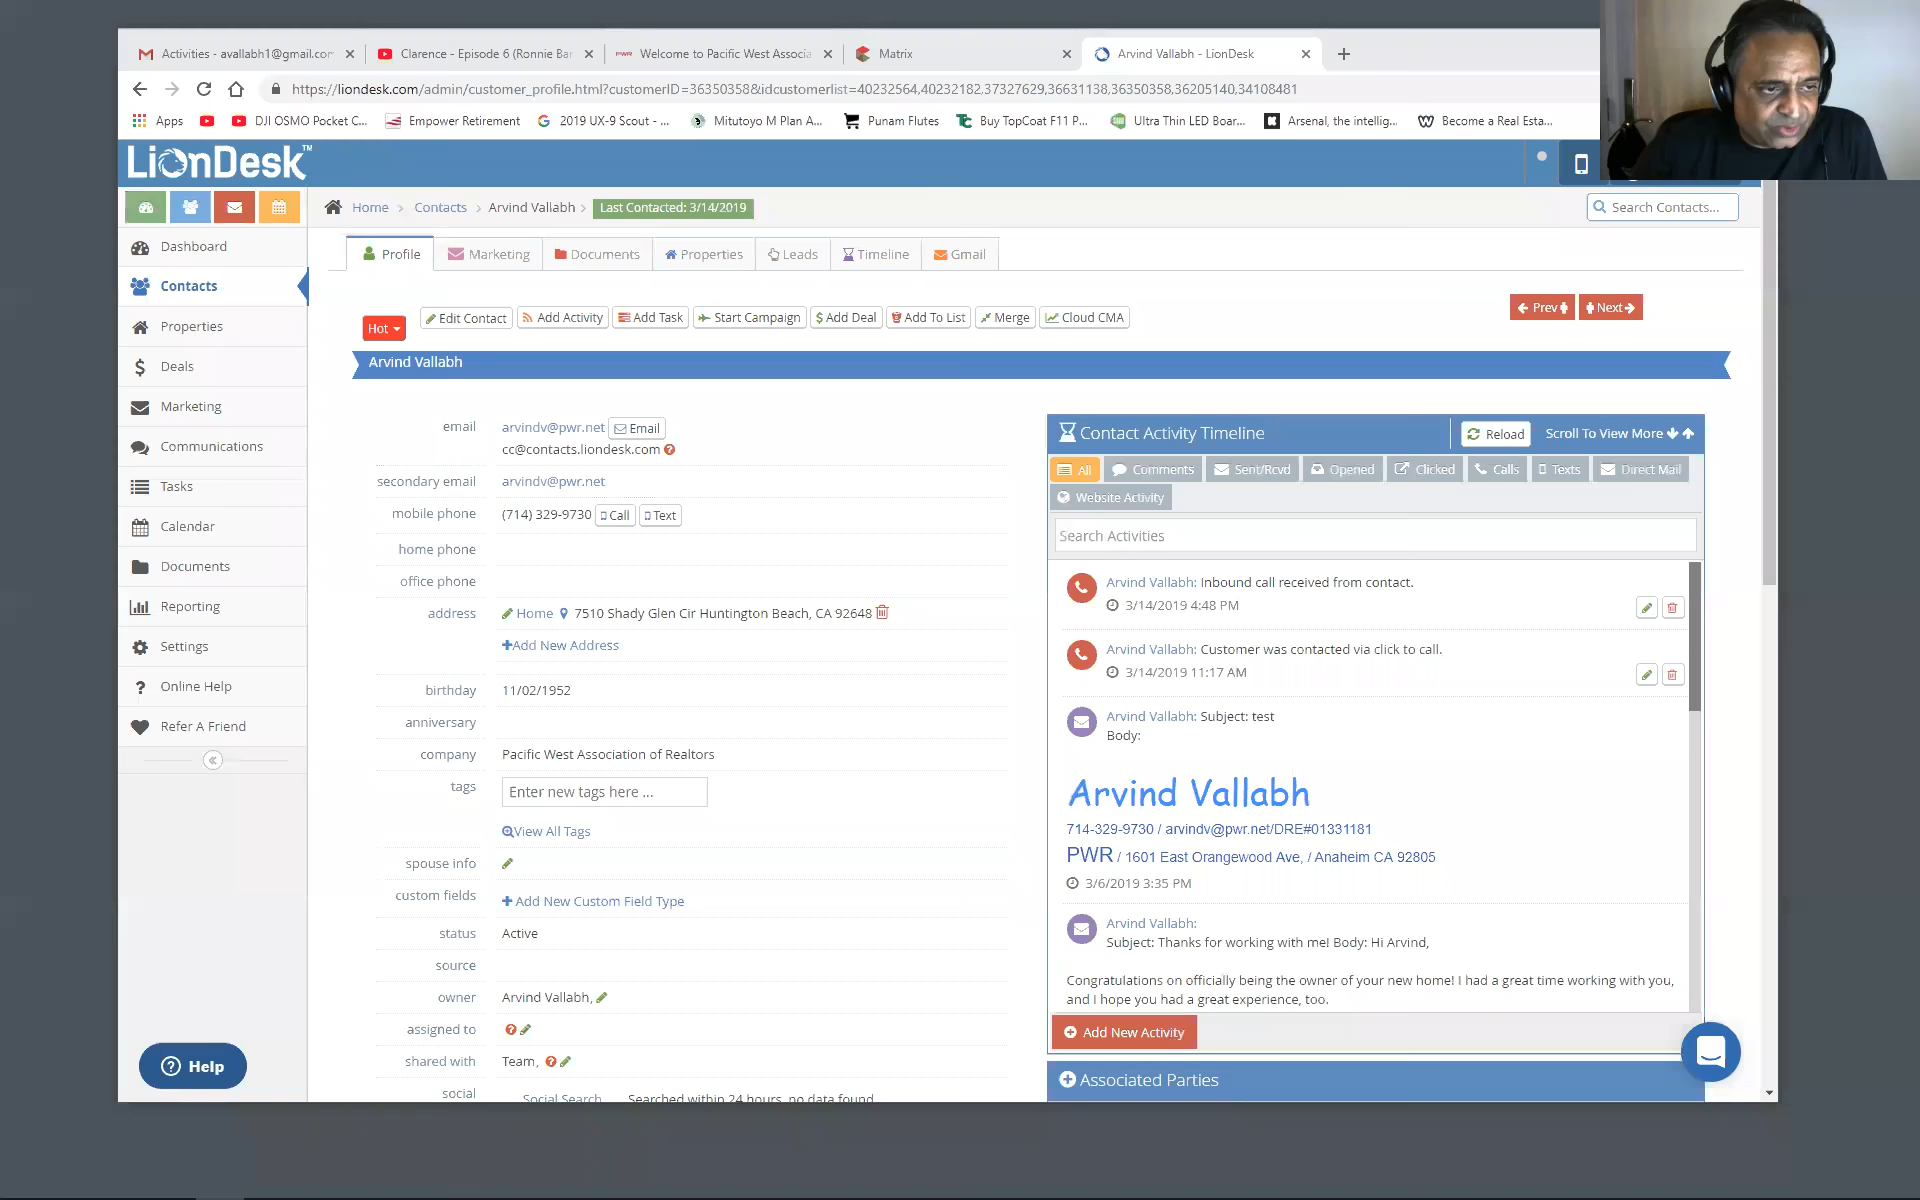 Activities - avallabh1@gmail.com
Clarence - Episode 6 (Ronnie Bar
Welcome to Pacific West Associa
Matrix
Arvind Vallabh - LionDesk
https://liondesk.com/admin/customer_profile.html?customerID=36350358&idcustomerlist=40232564,40232182,37327629,36631138,36350358,36205140,34108481
Apps
DJI OSMO Pocket C...
Empower Retirement
2019 UX-9 Scout - ...
Mitutoyo M Plan A...
Punam Flutes
Buy TopCoat F11 P...
Ultra Thin LED Boar...
Arsenal, the intellig...
Become a Real Esta...
LionDesk™
Home > Contacts > Arvind Vallabh > Last Contacted: 3/14/2019
Search Contacts...
Dashboard
Contacts
Properties
Deals
Marketing
Communications
Tasks
Calendar
Documents
Reporting
Settings
Online Help
Refer A Friend
Help
Profile
Marketing
Documents
Properties
Leads
Timeline
Gmail
Hot
Edit Contact
Add Activity
Add Task
Start Campaign
Add Deal
Add To List
Merge
Cloud CMA
Prev
Next
Arvind Vallabh
email arvindv@pwr.net Email
cc@contacts.liondesk.com
secondary email arvindv@pwr.net
mobile phone (714) 329-9730 Call Text
home phone
office phone
address Home 7510 Shady Glen Cir Huntington Beach, CA 92648
+Add New Address
birthday 11/02/1952
anniversary
company Pacific West Association of Realtors
tags Enter new tags here ...
View All Tags
spouse info
custom fields + Add New Custom Field Type
status Active
source
owner Arvind Vallabh,
assigned to
shared with Team,
social Social Search Searched within 24 hours, no data found
Contact Activity Timeline
Reload
Scroll To View More
All
Comments
Sent/Rcvd
Opened
Clicked
Calls
Texts
Direct Mail
Website Activity
Search Activities
Arvind Vallabh: Inbound call received from contact.
3/14/2019 4:48 PM
Arvind Vallabh: Customer was contacted via click to call.
3/14/2019 11:17 AM
Arvind Vallabh: Subject: test
Body:
Arvind Vallabh
714-329-9730 / arvindv@pwr.net/DRE#01331181
PWR / 1601 East Orangewood Ave, / Anaheim CA 92805
3/6/2019 3:35 PM
Arvind Vallabh:
Subject: Thanks for working with me! Body: Hi Arvind,
Congratulations on officially being the owner of your new home! I had a great time working with you,
and I hope you had a great experience, too.
Add New Activity
Associated Parties